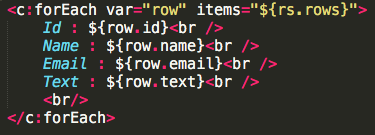 <c:forEach var="row" items="${rs.rows}">
Id : ${row.id}<br />
Name : ${row.name}<br />
Email : ${row.email}<br />
Text : ${row.text}<br />
<br/>
</c:forEach>